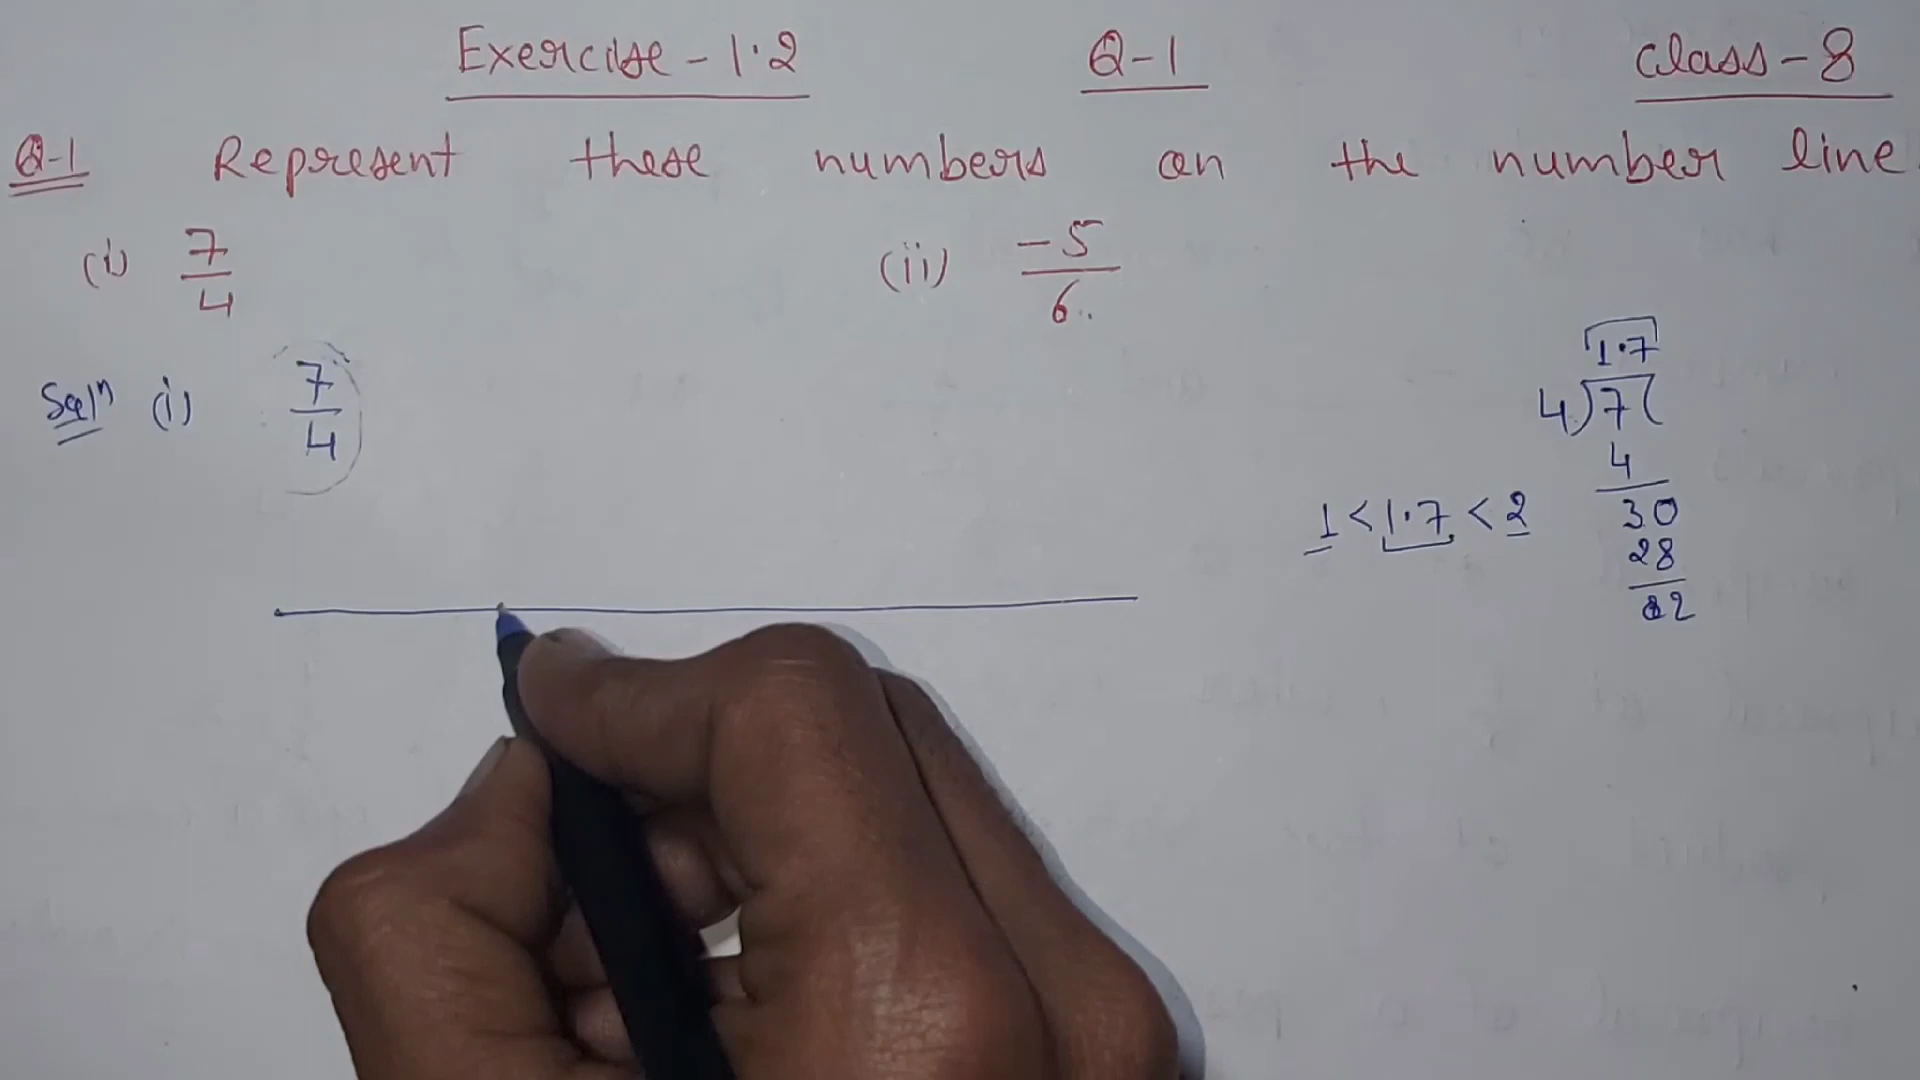 Exercise - 1.2 Q-1 Class - 8
Q-1 Represent these numbers on the number line.
(i) 7/4 (ii) -5/6
Solⁿ (i) 7/4
1.7
4)7(
4
1 < 1.7 < 2 30
28
02